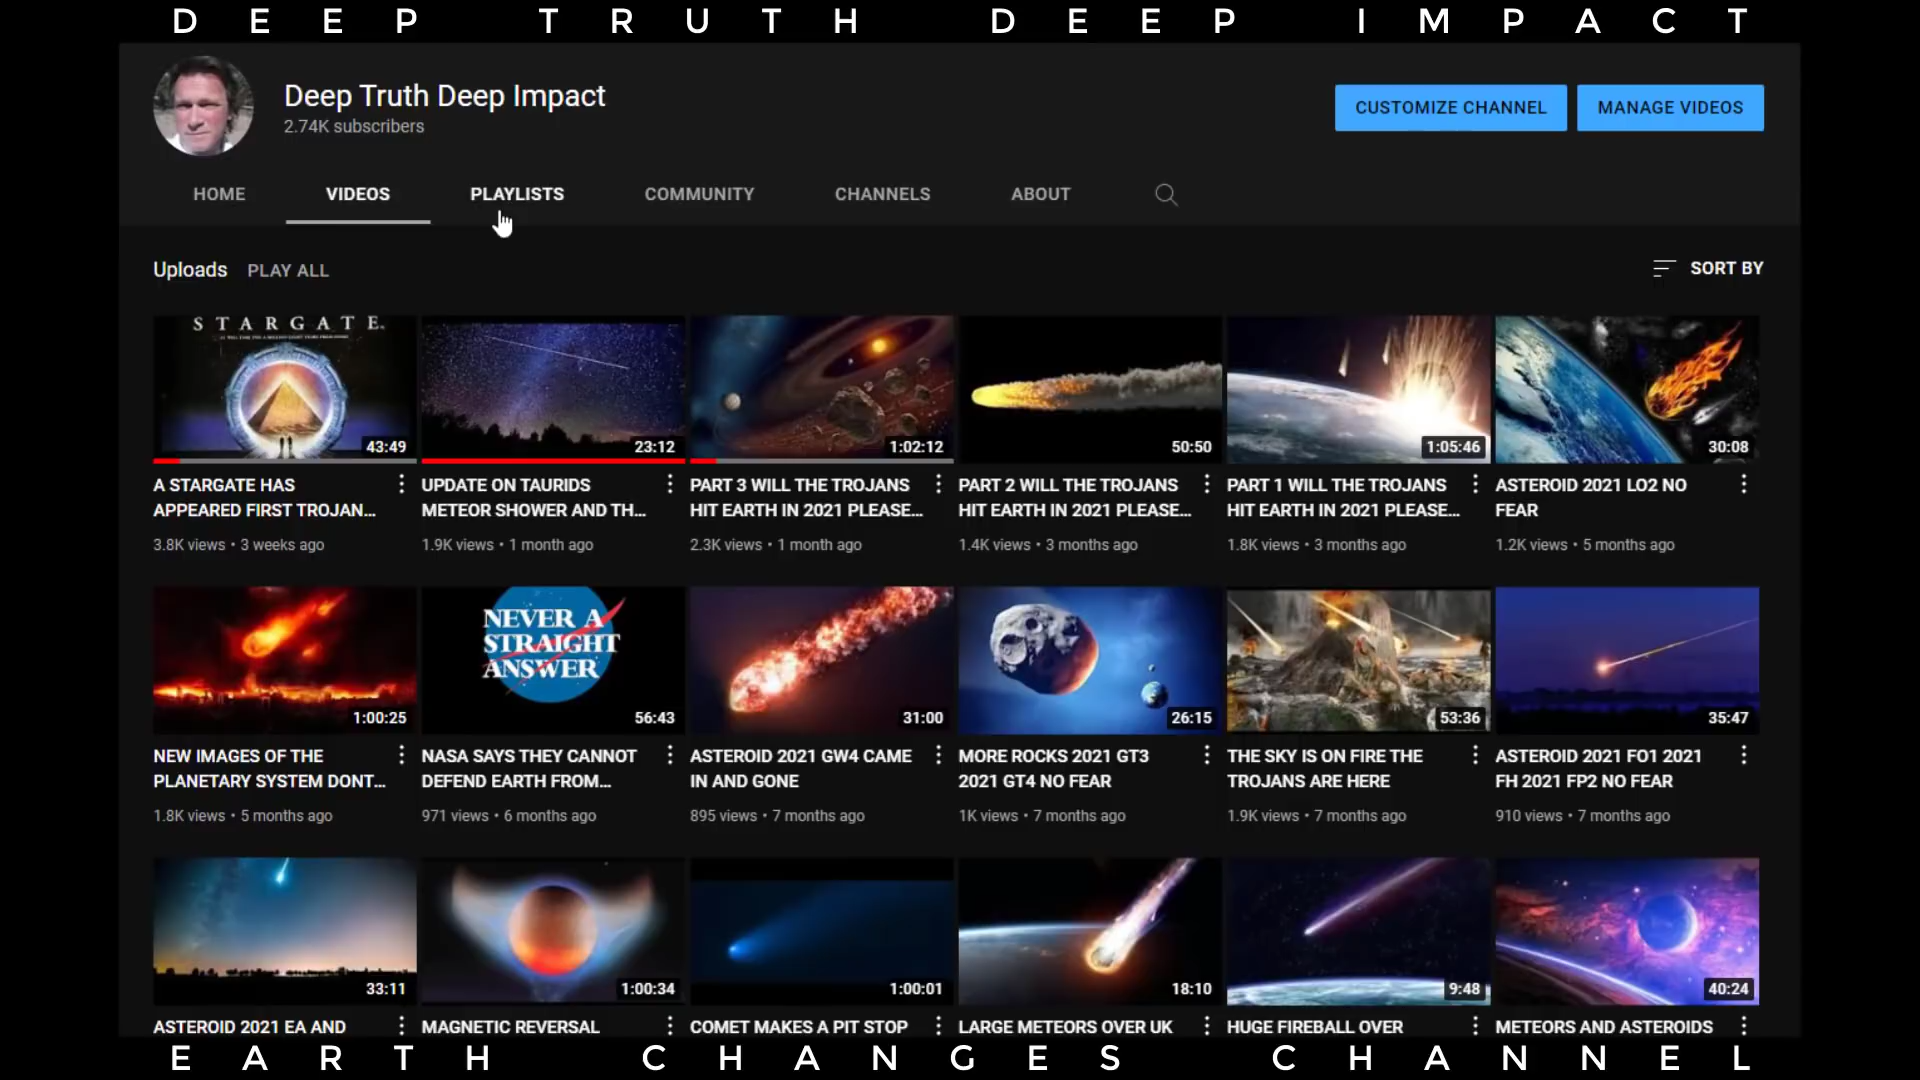 DEEP TRUTH DEEP IMPACT
Deep Truth Deep Impact
2.74K subscribers
CUSTOMIZE CHANNEL
MANAGE VIDEOS
HOME VIDEOS PLAYLISTS COMMUNITY CHANNELS ABOUT
Uploads PLAY ALL
SORT BY
STARGATE
43:49
23:12
1:02:12
50:50
1:05:46
30:08
A STARGATE HAS
APPEARED FIRST TROJAN...
3.8K views • 3 weeks ago
UPDATE ON TAURIDS
METEOR SHOWER AND TH...
1.9K views • 1 month ago
PART 3 WILL THE TROJANS
HIT EARTH IN 2021 PLEASE...
2.3K views • 1 month ago
PART 2 WILL THE TROJANS
HIT EARTH IN 2021 PLEASE...
1.4K views • 3 months ago
PART 1 WILL THE TROJANS
HIT EARTH IN 2021 PLEASE...
1.8K views • 3 months ago
ASTEROID 2021 LO2 NO
FEAR
1.2K views • 5 months ago
NEVER A
STRAIGHT
ANSWER
1:00:25
56:43
31:00
26:15
53:36
35:47
NEW IMAGES OF THE
PLANETARY SYSTEM DONT...
1.8K views • 5 months ago
NASA SAYS THEY CANNOT
DEFEND EARTH FROM...
971 views • 6 months ago
ASTEROID 2021 GW4 CAME
IN AND GONE
895 views • 7 months ago
MORE ROCKS 2021 GT3
2021 GT4 NO FEAR
1K views • 7 months ago
THE SKY IS ON FIRE THE
TROJANS ARE HERE
1.9K views • 7 months ago
ASTEROID 2021 FO1 2021
FH 2021 FP2 NO FEAR
910 views • 7 months ago
33:11
1:00:34
1:00:01
18:10
9:48
40:24
ASTEROID 2021 EA AND
MAGNETIC REVERSAL
COMET MAKES A PIT STOP
LARGE METEORS OVER UK
HUGE FIREBALL OVER
METEORS AND ASTEROIDS
EARTH CHANGES CHANNEL